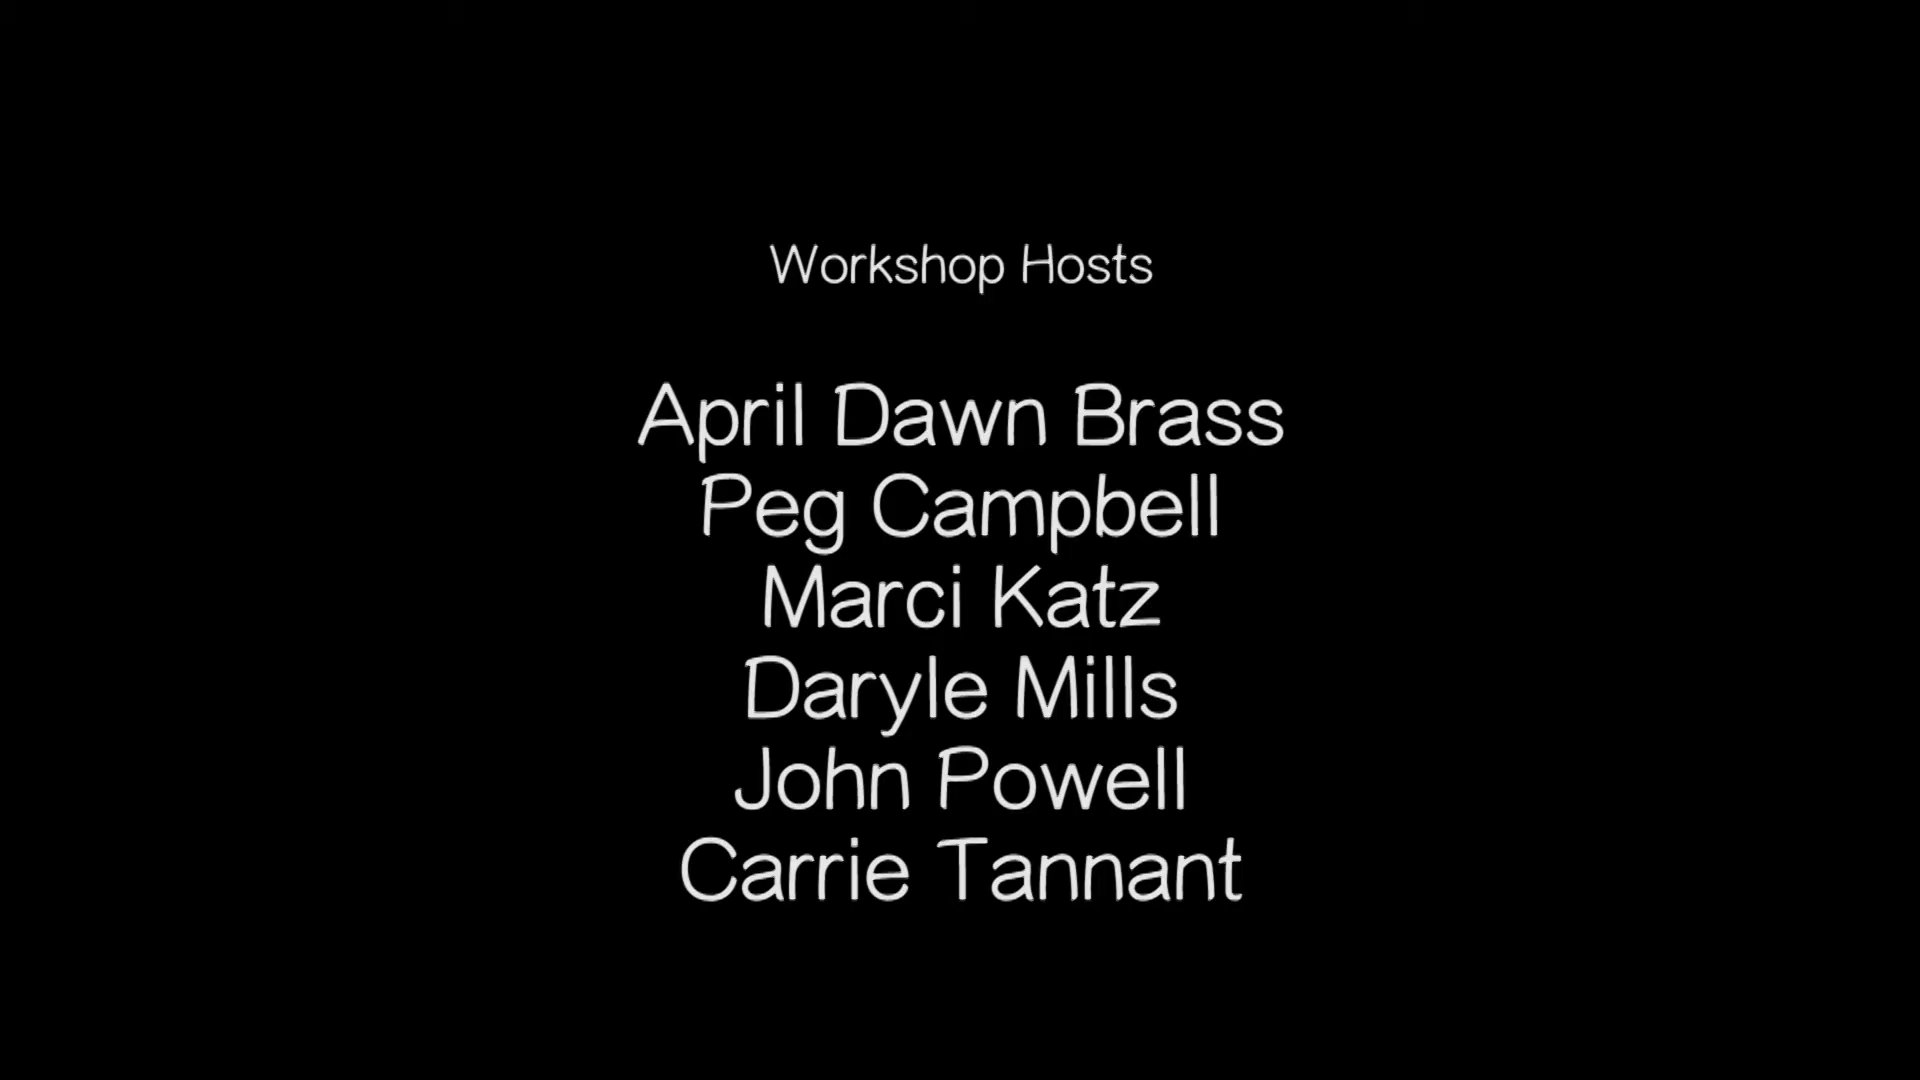 Workshop Hosts
April Dawn Brass
Peg Campbell
Marci Katz
Daryle Mills
John Powell
Carrie Tannant